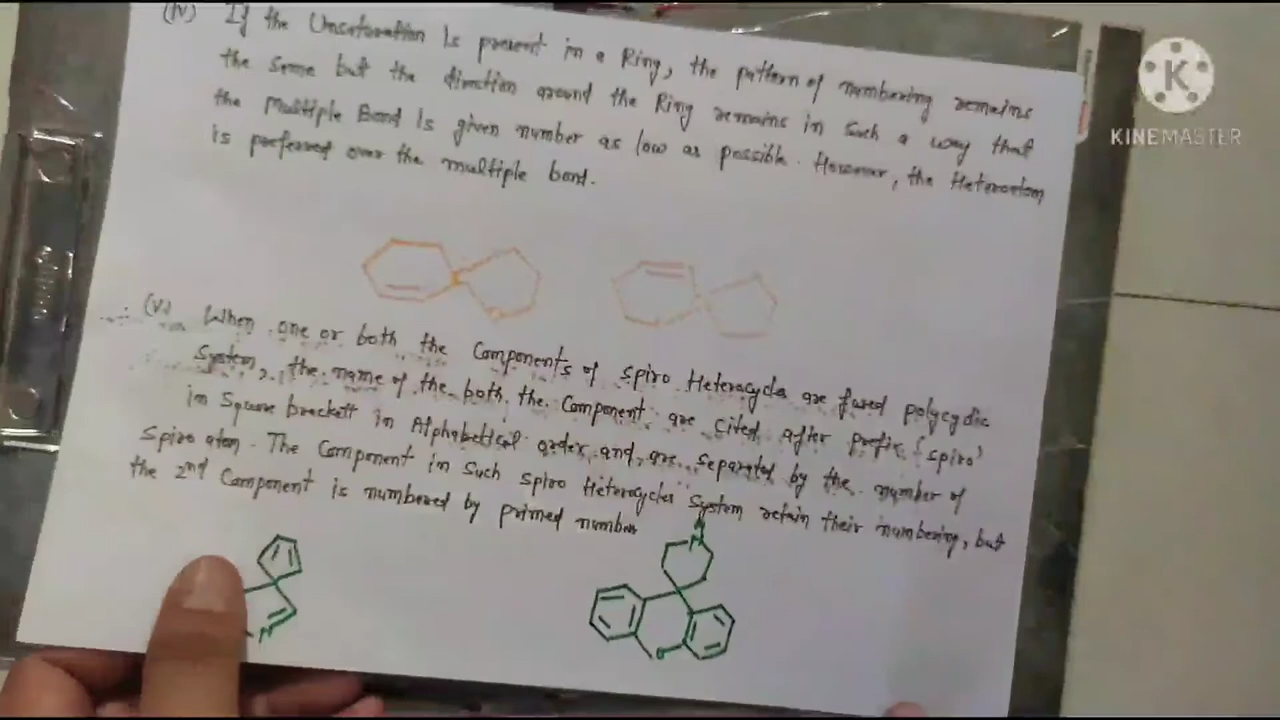 (IV) If the Unsaturation Is present in a Ring, the pattern of numbering remains
the same but the direction around the Ring remains in such a way that
the Multiple Bond Is given number as low as possible. However, the Heteroatom
is preferred over the multiple bond.
(V) When one or both the Components of spiro Heterocycles are fused polycyclic
System, the name of the both the Component are cited after prefix 'spiro'
in Square brackett in Alphabetical order and are separated by the number of
Spiro atom. The Component in such spiro Heterocycles System retain their numbering, but
the 2nd Component is numbered by primed number
N
N
KINEMASTER
K